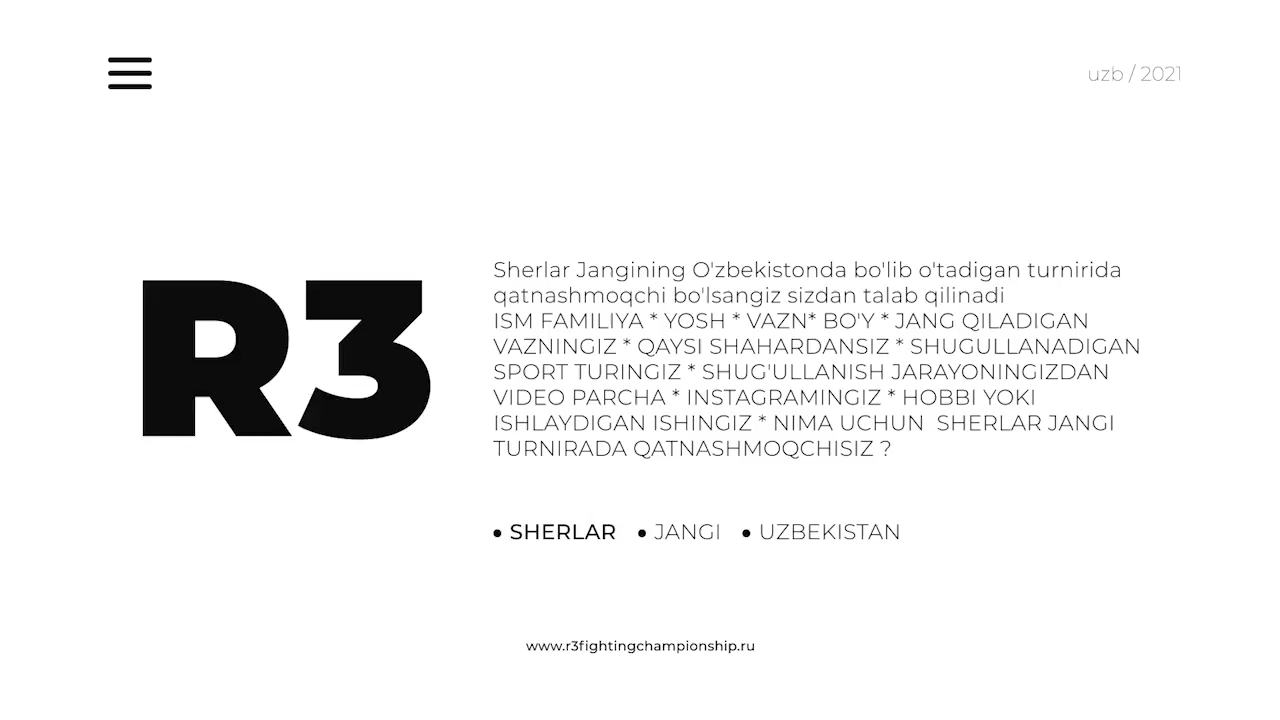 uzb / 2021
R3
Sherlar Jangining O'zbekistonda bo'lib o'tadigan turnirida
qatnashmoqchi bo'lsangiz sizdan talab qilinadi
ISM FAMILIYA * YOSH * VAZN* BO'Y * JANG QILADIGAN
VAZNINGIZ * QAYSI SHAHARDANSIZ * SHUGULLANADIGAN
SPORT TURINGIZ * SHUG'ULLANISH JARAYONINGIZDAN
VIDEO PARCHA * INSTAGRAMINGIZ * HOBBI YOKI
ISHLAYDIGAN ISHINGIZ * NIMA UCHUN  SHERLAR JANGI
TURNIRADA QATNASHMOQCHISIZ ?
• SHERLAR • JANGI • UZBEKISTAN
www.r3fightingchampionship.ru